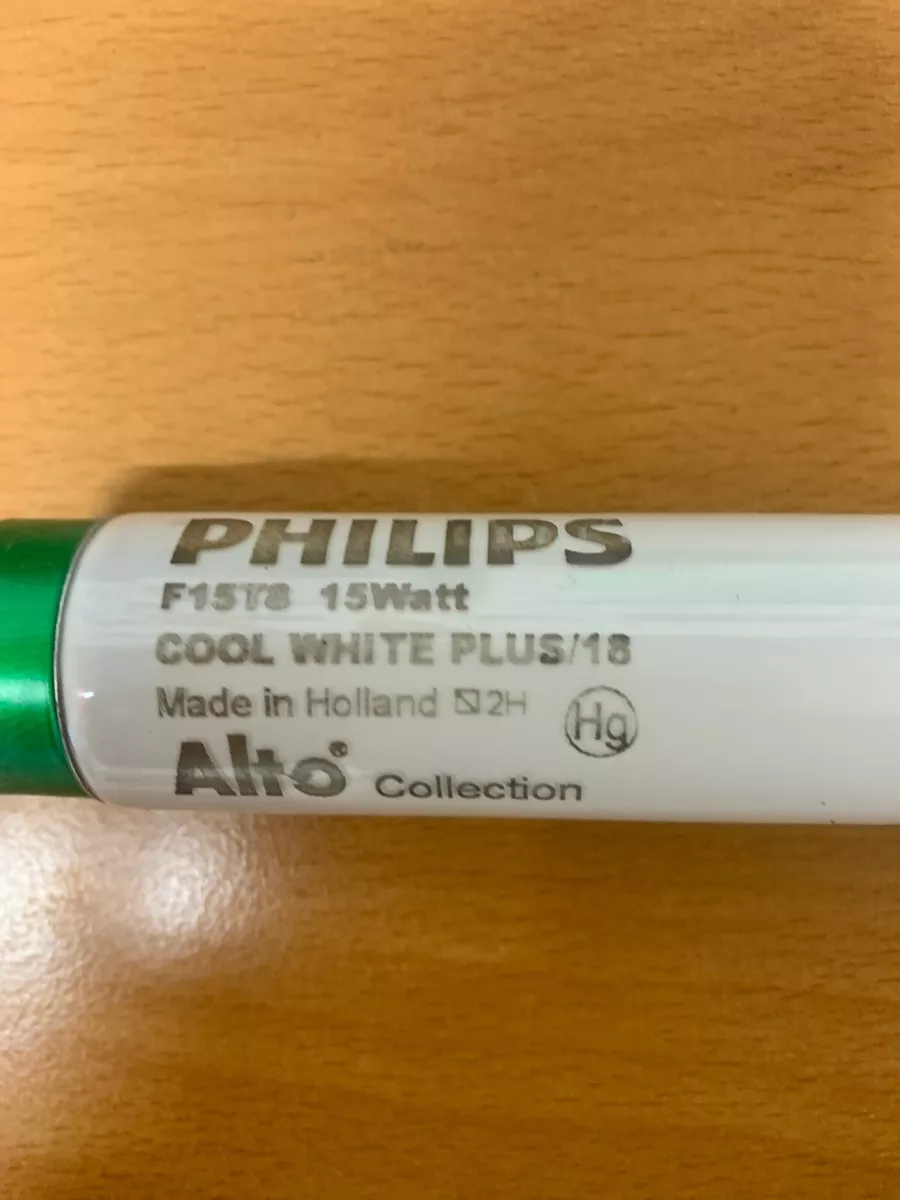 PHILIPS
F15T8 15Watt
COOL WHITE PLUS/18
Made in Holland 2H
Hg
Alto® Collection